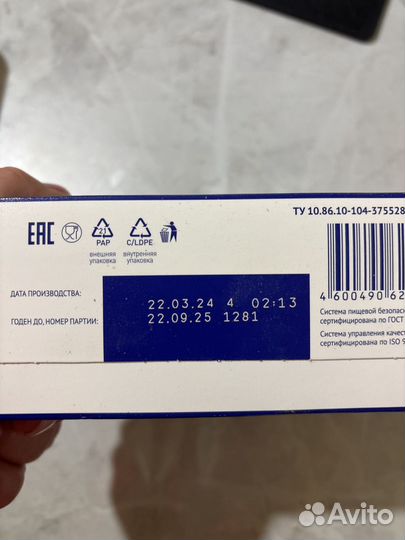 ТУ 10.86.10-104-375528
EAC
21
PAP
C/LDPE
внешняя
упаковка
внутренняя
упаковка
ДАТА ПРОИЗВОДСТВА:
22.03.24 4 02:13
ГОДЕН ДО, НОМЕР ПАРТИИ:
22.09.25 1281
4 600490 62
Система пищевой безопасно
сертифицирована по ГОСТ
Система управления качест
сертифицирована по ISO 9
Avito